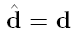 d̂ = d